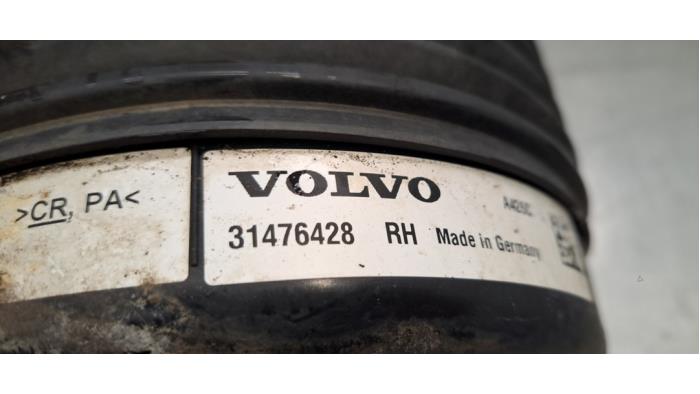 >CR, PA<
VOLVO
31476428 RH Made in Germany